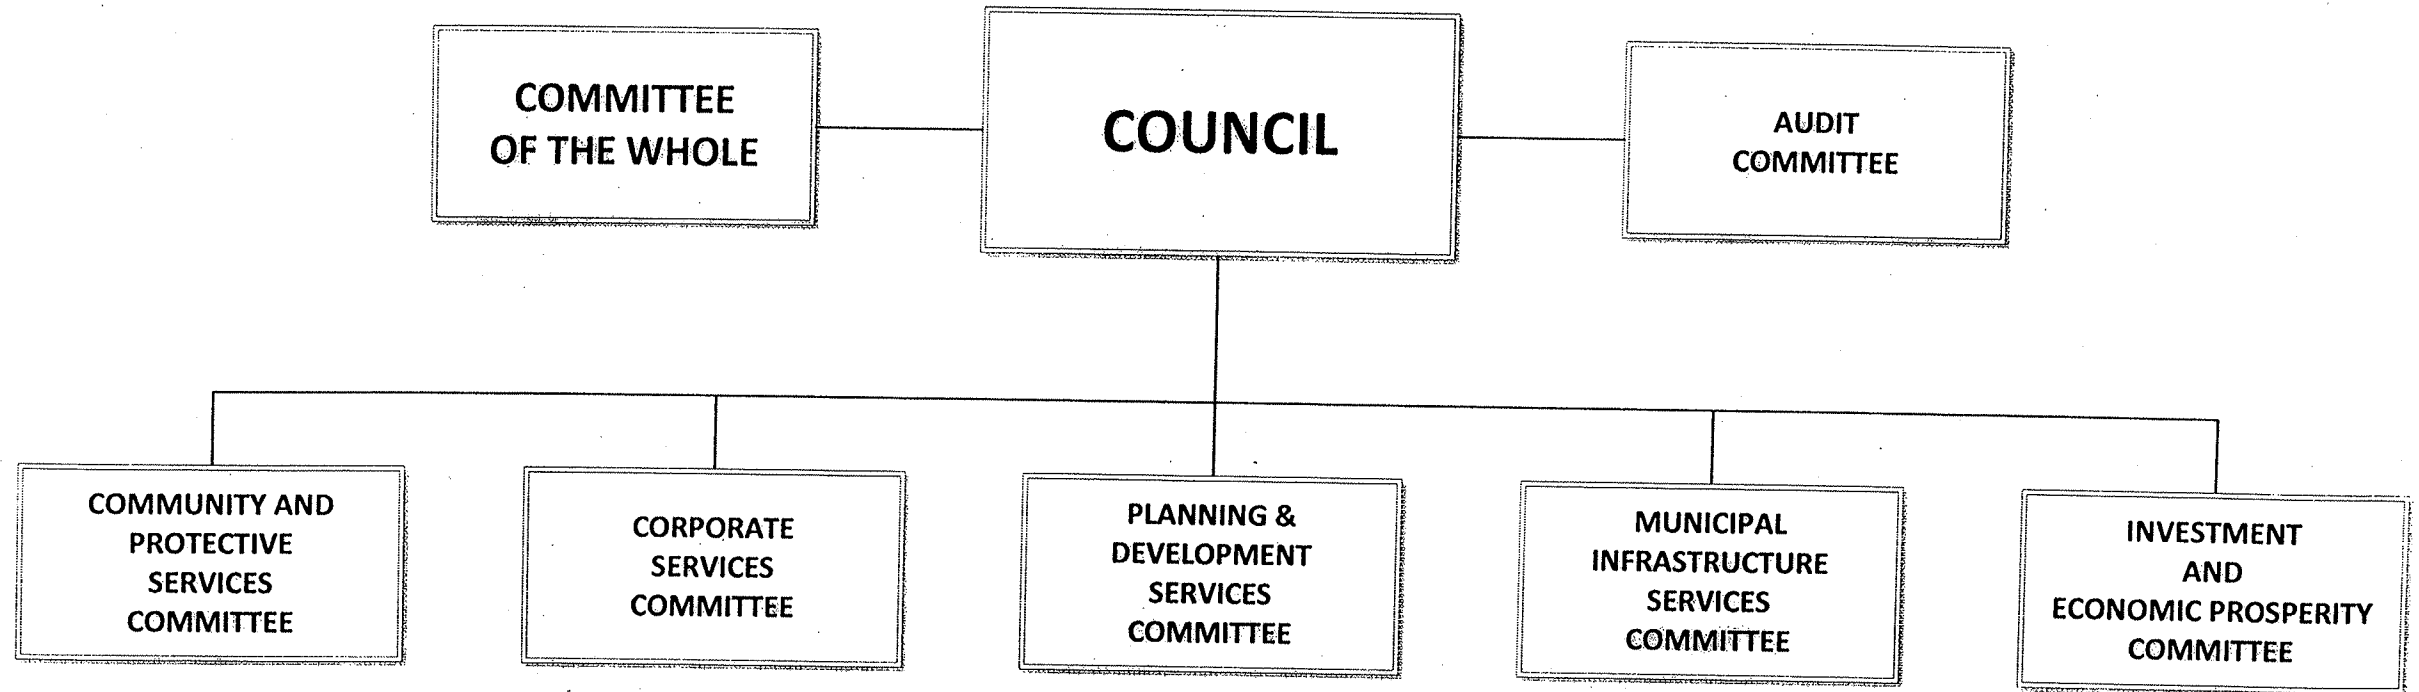 COMMITTEE
OF THE WHOLE
COUNCIL
AUDIT
COMMITTEE
COMMUNITY AND
PROTECTIVE
SERVICES
COMMITTEE
CORPORATE
SERVICES
COMMITTEE
PLANNING &
DEVELOPMENT
SERVICES
COMMITTEE
MUNICIPAL
INFRASTRUCTURE
SERVICES
COMMITTEE
INVESTMENT
AND
ECONOMIC PROSPERITY
COMMITTEE